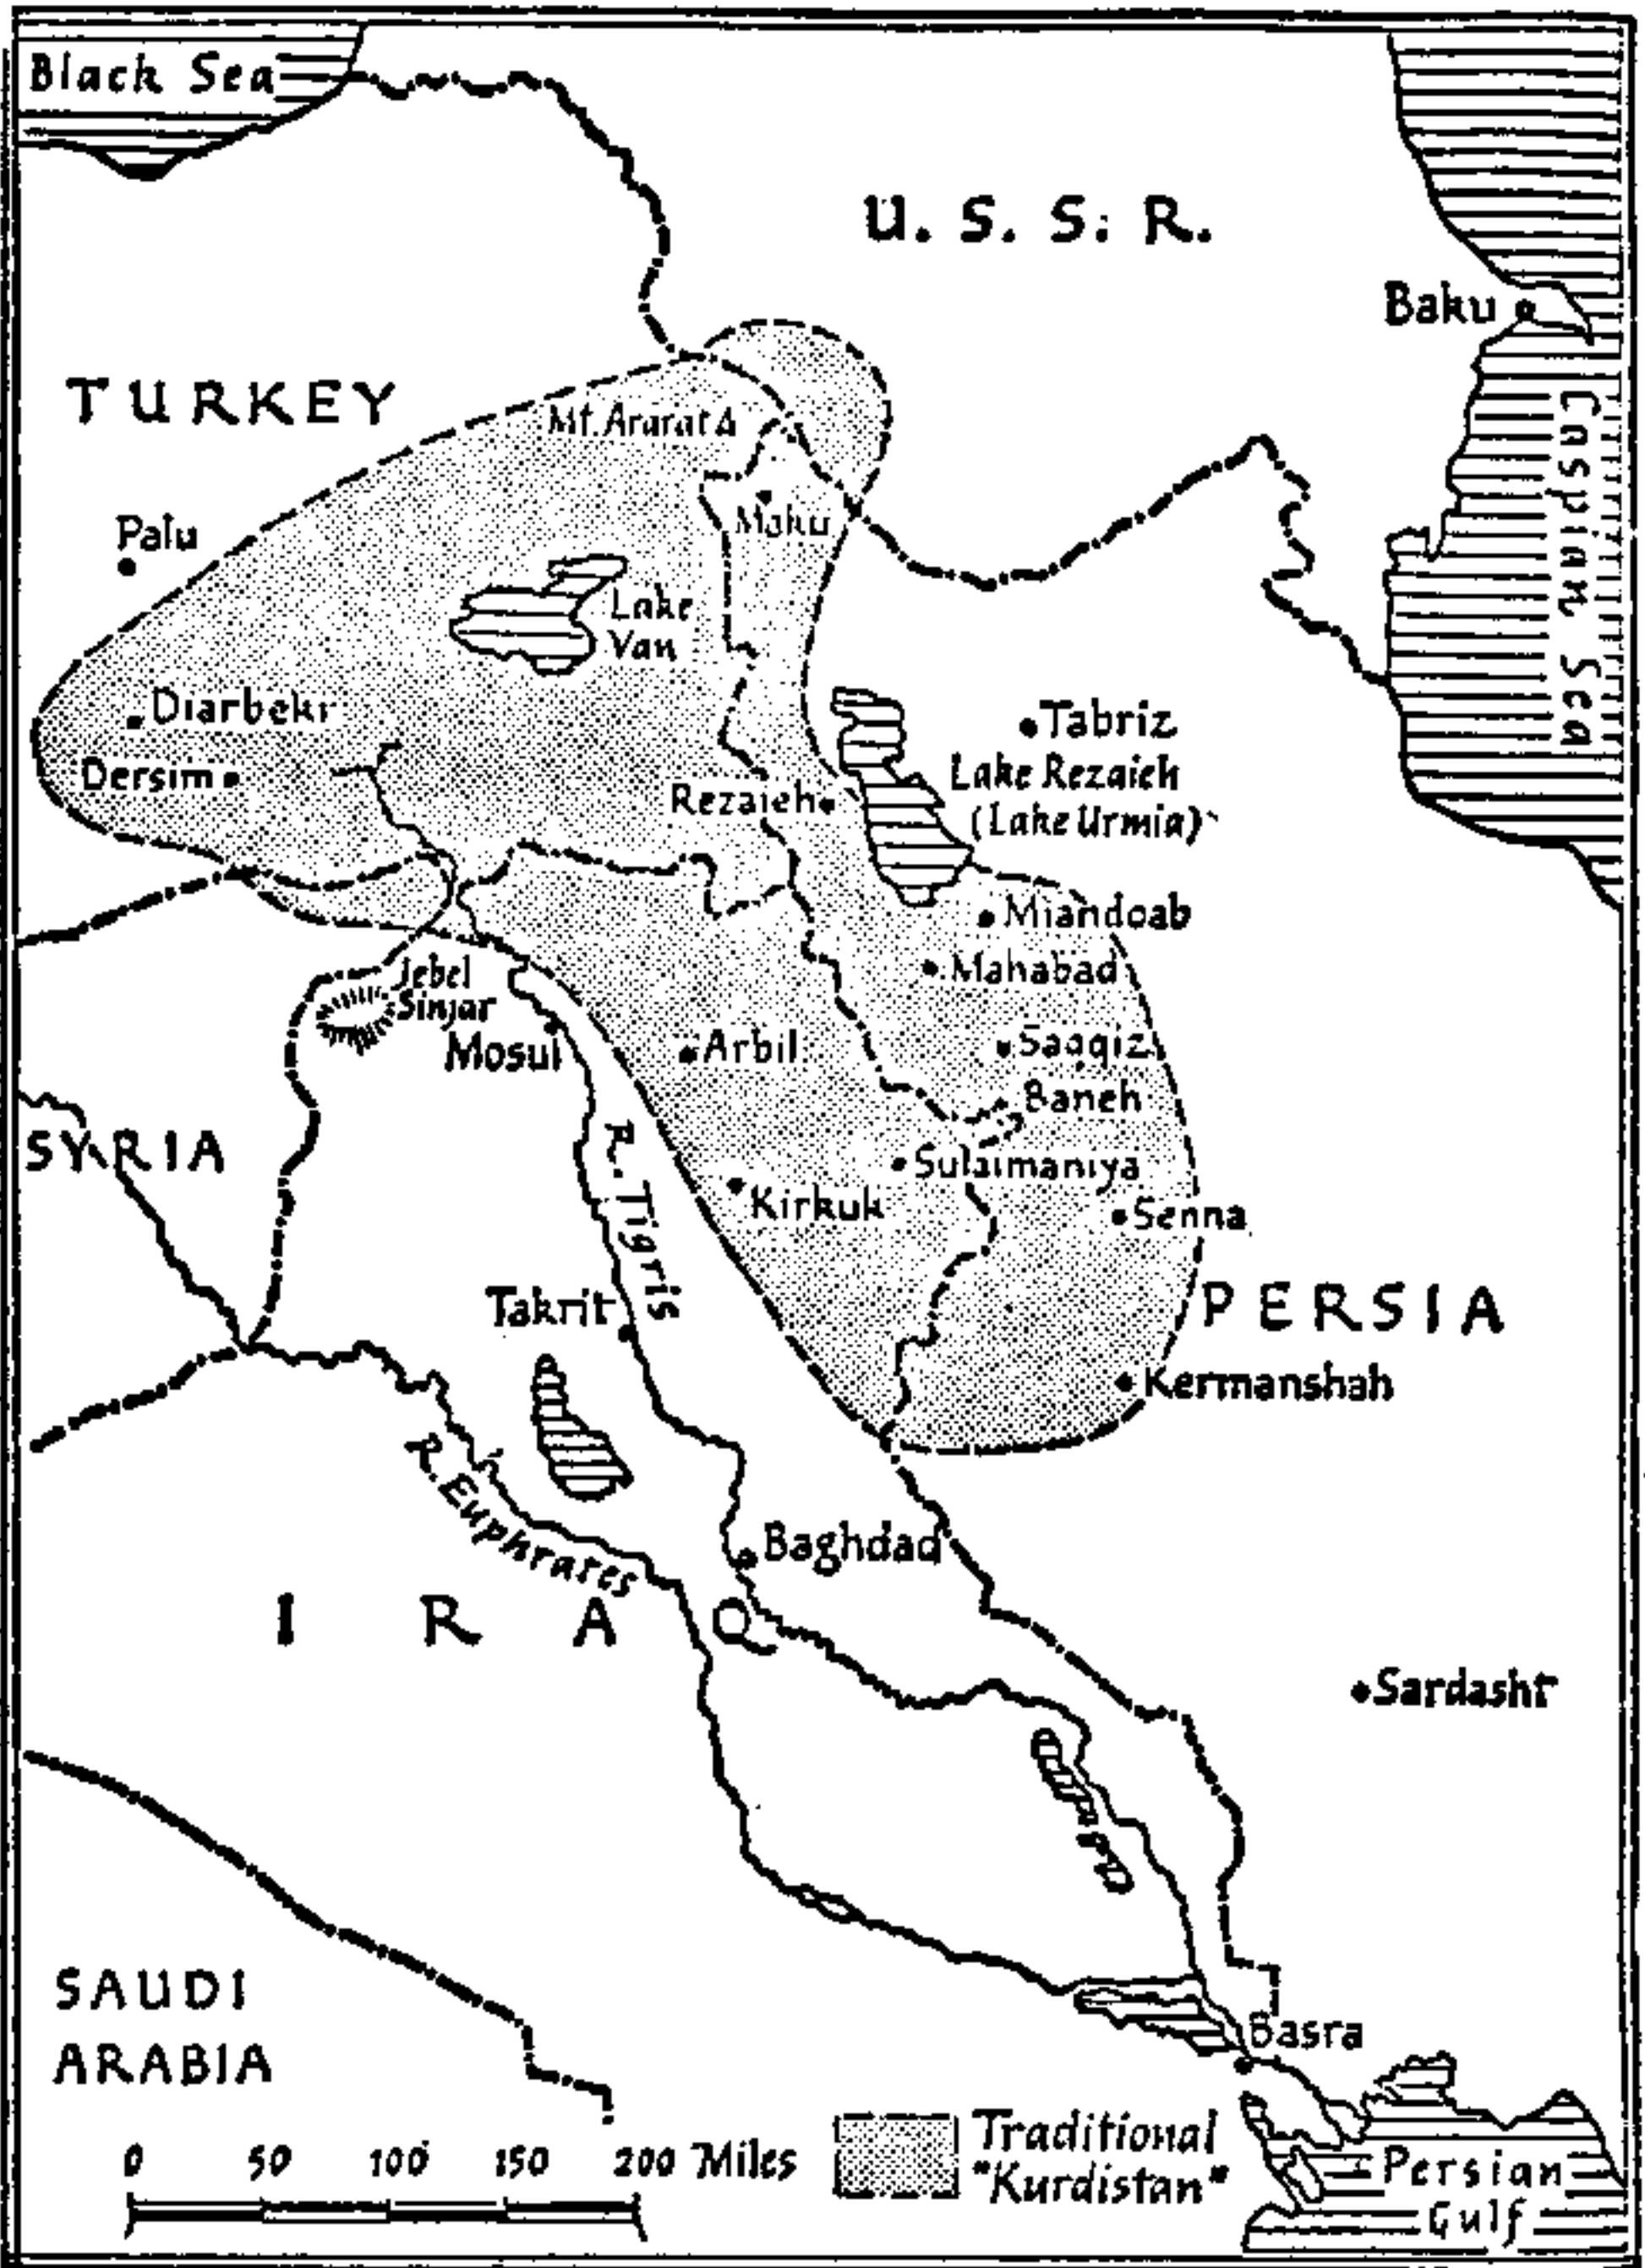 Black Sea
U. S. S. R.
Baku
TURKEY
Mt. Ararat
Caspian Sea
Palu
Maku
Lake
Van
Diarbekr
Tabriz
Dersim
Lake Rezaieh
(Lake Urmia)
Rezaieh
Miandoab
Mahabad
Jebel
Sinjar
Mosul
Arbil
Saqqiz
Baneh
SYRIA
R. Tigris
Sulaimaniya
Kirkuk
Senna
Takrit
PERSIA
Kermanshah
R. Euphrates
Baghdad
IRAQ
Sardasht
SAUDI
ARABIA
Basra
0 50 100 150 200 Miles
Traditional
"Kurdistan"
Persian
Gulf